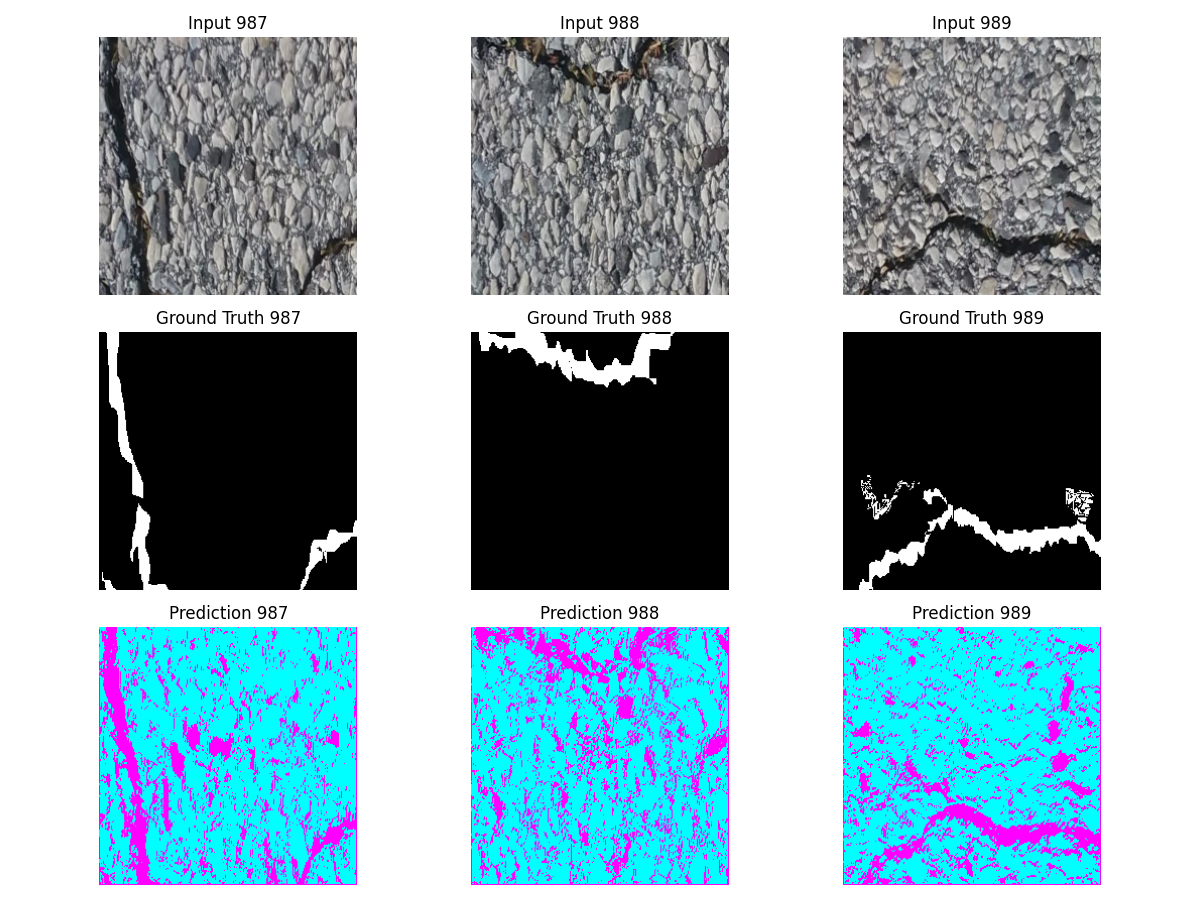 Input 987
Input 988
Input 989
Ground Truth 987
Ground Truth 988
Ground Truth 989
Prediction 987
Prediction 988
Prediction 989